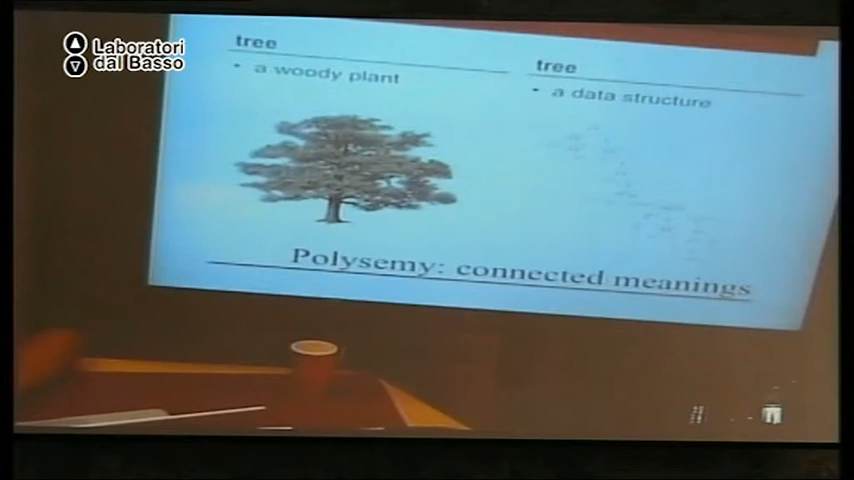 Laboratori
dal Basso
tree
• a woody plant
tree
• a data structure
Polysemy: connected meanings